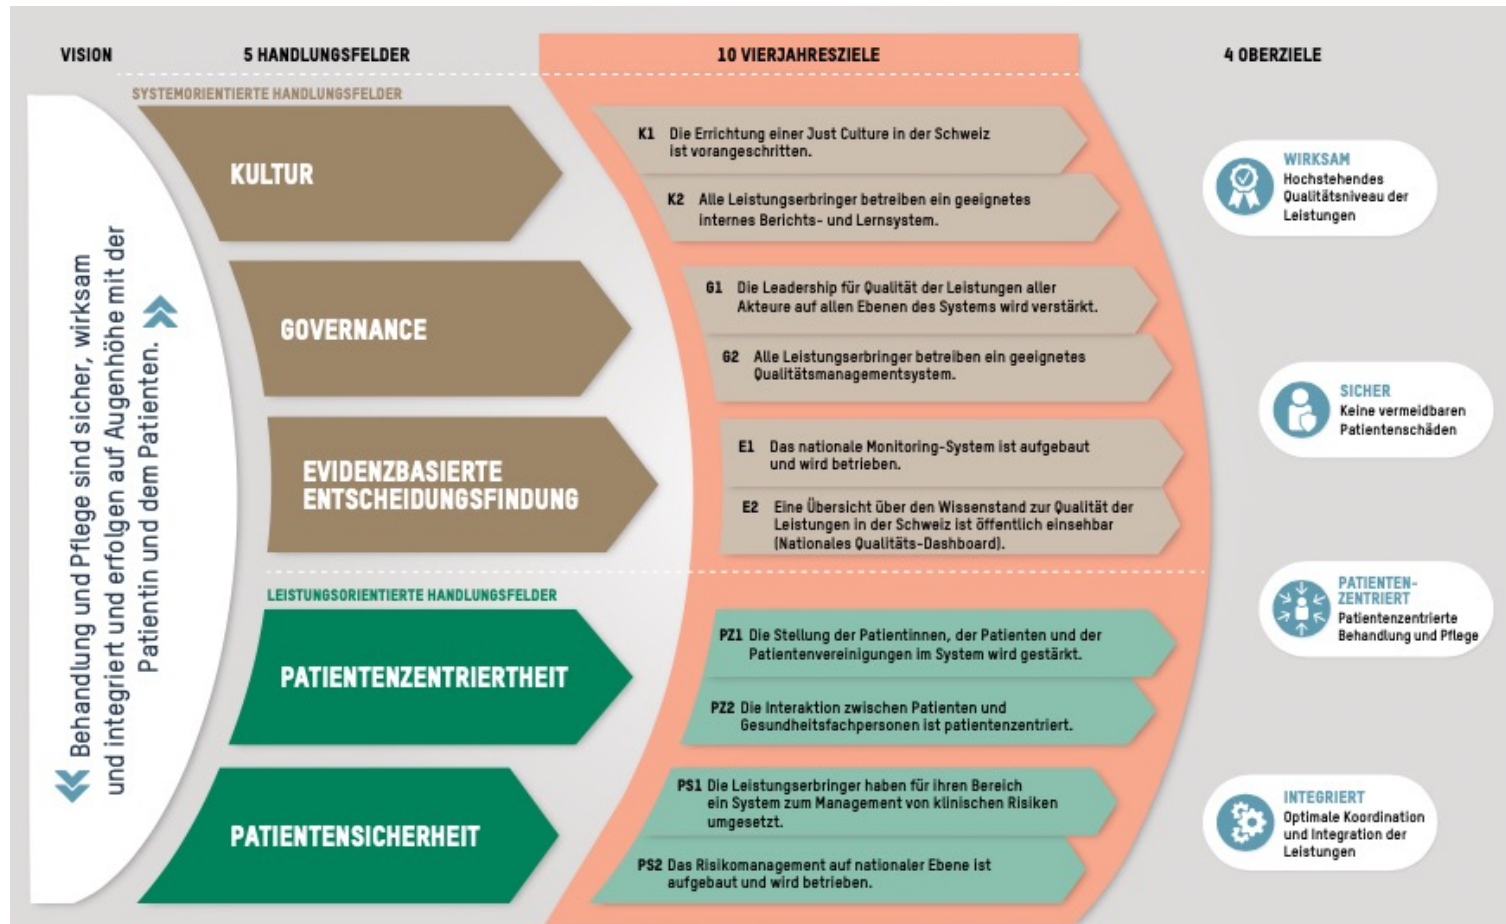 VISION
5 HANDLUNGSFELDER
10 VIERJAHRESZIELE
4 OBERZIELE
« Behandlung und Pflege sind sicher, wirksam
und integriert und erfolgen auf Augenhöhe mit der
Patientin und dem Patienten. »
SYSTEMORIENTIERTE HANDLUNGSFELDER
KULTUR
K1 Die Errichtung einer Just Culture in der Schweiz
ist vorangeschritten.
K2 Alle Leistungserbringer betreiben ein geeignetes
internes Berichts- und Lernsystem.
GOVERNANCE
G1 Die Leadership für Qualität der Leistungen aller
Akteure auf allen Ebenen des Systems wird verstärkt.
G2 Alle Leistungserbringer betreiben ein geeignetes
Qualitätsmanagementsystem.
EVIDENZBASIERTE
ENTSCHEIDUNGSFINDUNG
E1 Das nationale Monitoring-System ist aufgebaut
und wird betrieben.
E2 Eine Übersicht über den Wissenstand zur Qualität der
Leistungen in der Schweiz ist öffentlich einsehbar
(Nationales Qualitäts-Dashboard).
LEISTUNGSORIENTIERTE HANDLUNGSFELDER
PATIENTENZENTRIERTHEIT
PZ1 Die Stellung der Patientinnen, der Patienten und der
Patientenvereinigungen im System wird gestärkt.
PZ2 Die Interaktion zwischen Patienten und
Gesundheitsfachpersonen ist patientenzentriert.
PATIENTENSICHERHEIT
PS1 Die Leistungserbringer haben für ihren Bereich
ein System zum Management von klinischen Risiken
umgesetzt.
PS2 Das Risikomanagement auf nationaler Ebene ist
aufgebaut und wird betrieben.
WIRKSAM
Hochstehendes
Qualitätsniveau der
Leistungen
SICHER
Keine vermeidbaren
Patientenschäden
PATIENTEN-
ZENTRIERT
Patientenzentrierte
Behandlung und Pflege
INTEGRIERT
Optimale Koordination
und Integration der
Leistungen